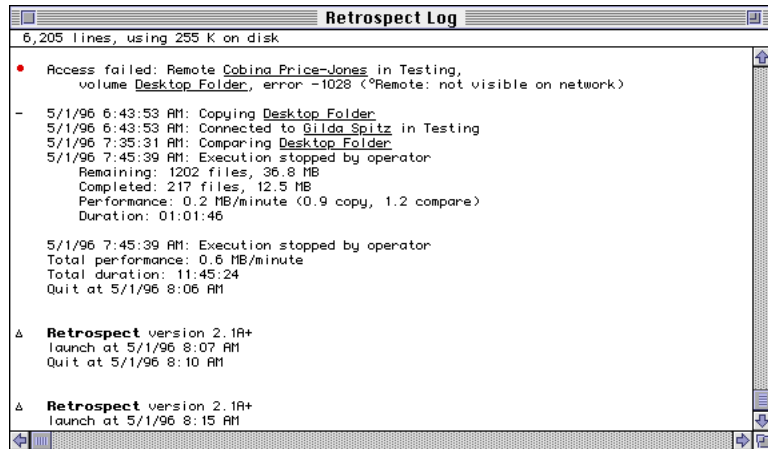 Retrospect Log
6,205 lines, using 255 K on disk
• Access failed: Remote Cobina Price-Jones in Testing,
volume Desktop Folder, error -1028 (°Remote: not visible on network)
- 5/1/96 6:43:53 AM: Copying Desktop Folder
5/1/96 6:43:53 AM: Connected to Gilda Spitz in Testing
5/1/96 7:35:31 AM: Comparing Desktop Folder
5/1/96 7:45:39 AM: Execution stopped by operator
Remaining: 1202 files, 36.8 MB
Completed: 217 files, 12.5 MB
Performance: 0.2 MB/minute (0.9 copy, 1.2 compare)
Duration: 01:01:46
5/1/96 7:45:39 AM: Execution stopped by operator
Total performance: 0.6 MB/minute
Total duration: 11:45:24
Quit at 5/1/96 8:06 AM
∆ Retrospect version 2.1A+
launch at 5/1/96 8:07 AM
Quit at 5/1/96 8:10 AM
∆ Retrospect version 2.1A+
launch at 5/1/96 8:15 AM